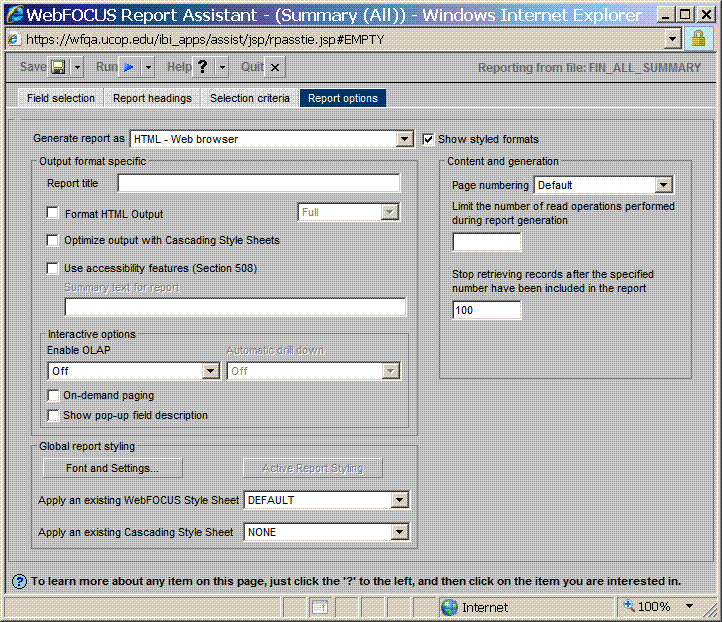 WebFOCUS Report Assistant - (Summary (All)) - Windows Internet Explorer
https://wfqa.ucop.edu/ibi_apps/assist/jsp/rpasstie.jsp#EMPTY
Save Run Help ? Quit Reporting from file: FIN_ALL_SUMMARY
Field selection Report headings Selection criteria Report options
Generate report as HTML - Web browser Show styled formats
Output format specific
Report title
Format HTML Output Full
Optimize output with Cascading Style Sheets
Use accessibility features (Section 508)
Summary text for report
Interactive options
Enable OLAP Automatic drill down
Off Off
On-demand paging
Show pop-up field description
Content and generation
Page numbering Default
Limit the number of read operations performed
during report generation
Stop retrieving records after the specified
number have been included in the report
100
Global report styling
Font and Settings... Active Report Styling
Apply an existing WebFOCUS Style Sheet DEFAULT
Apply an existing Cascading Style Sheet NONE
? To learn more about any item on this page, just click the '?' to the left, and then click on the item you are interested in.
Internet 100%